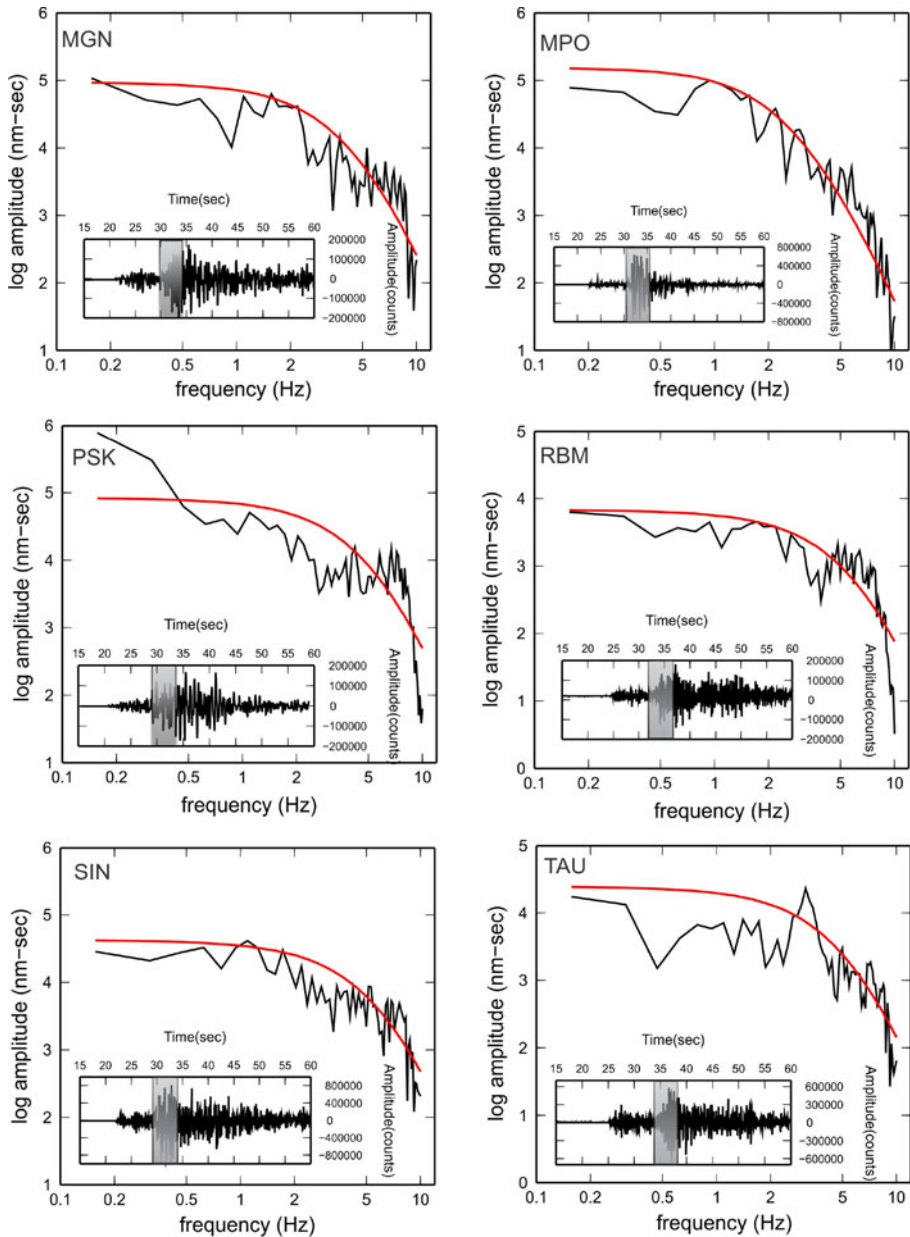 MGN
6
5
4
3
2
1
log amplitude (nm-sec)
Time(sec)
15 20 25 30 35 40 45 50 55 60
200000
100000
0
−100000
−200000
Amplitude(counts)
0.1 0.2 0.5 1 2 5 10
frequency (Hz)
MPO
6
5
4
3
2
1
log amplitude (nm−sec)
Time(sec)
15 20 25 30 35 40 45 50 55 60
800000
400000
0
−400000
−800000
Amplitude(counts)
0.1 0.2 0.5 1 2 5 10
frequency (Hz)
PSK
6
5
4
3
2
1
log amplitude (nm−sec)
Time(sec)
15 20 25 30 35 40 45 50 55 60
200000
100000
0
−100000
−200000
Amplitude(counts)
0.1 0.2 0.5 1 2 5 10
frequency (Hz)
RBM
5
4
3
2
1
0
log amplitude (nm−sec)
Time(sec)
15 20 25 30 35 40 45 50 55 60
200000
100000
0
−100000
−200000
Amplitude(counts)
0.1 0.2 0.5 1 2 5 10
frequency (Hz)
SIN
6
5
4
3
2
1
log amplitude (nm−sec)
Time(sec)
15 20 25 30 34 40 45 50 55 60
800000
400000
0
−400000
−800000
Amplitude(counts)
0.1 0.2 0.5 1 2 5 10
frequency (Hz)
TAU
5
4
3
2
1
0
log amplitude (nm−sec)
Time(sec)
15 20 25 30 34 40 45 50 55 60
600000
300000
0
−300000
−600000
Amplitude(counts)
0.1 0.2 0.5 1 2 5 10
frequency (Hz)